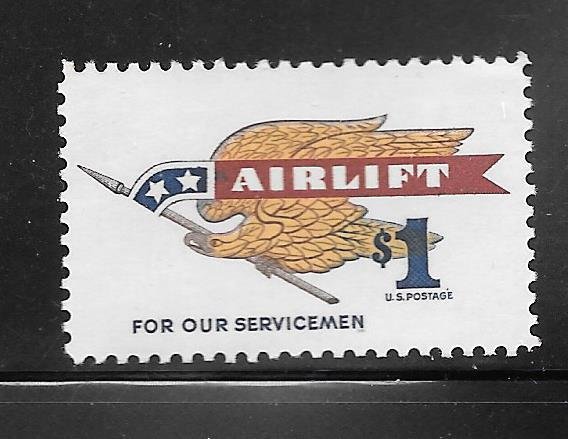 AIRLIFT
$1
U.S. POSTAGE
FOR OUR SERVICEMEN